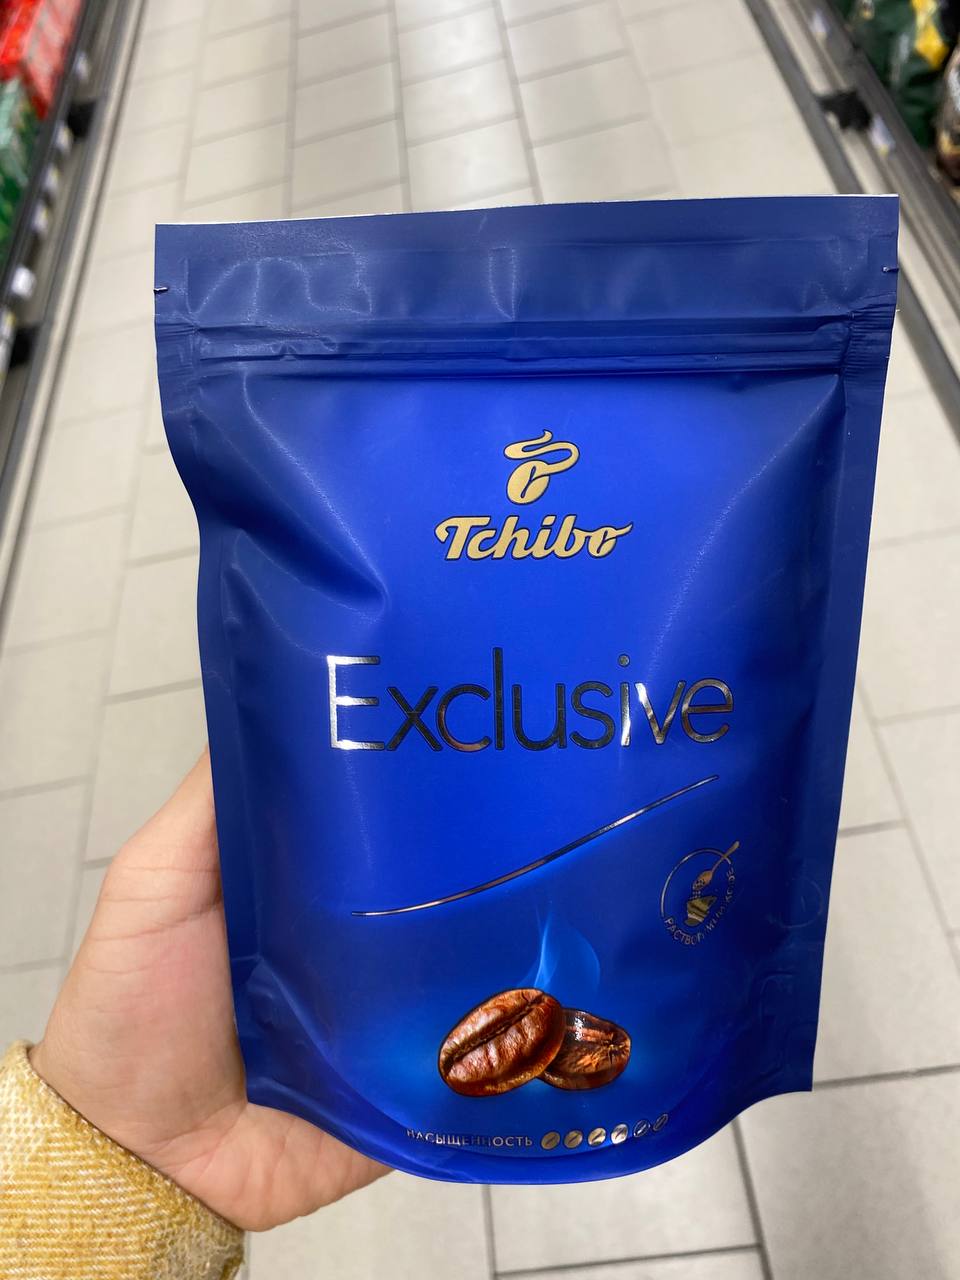 Tchibo
Exclusive
РАСТВОРИМЫЙ КОФЕ
НАСЫЩЕННОСТЬ